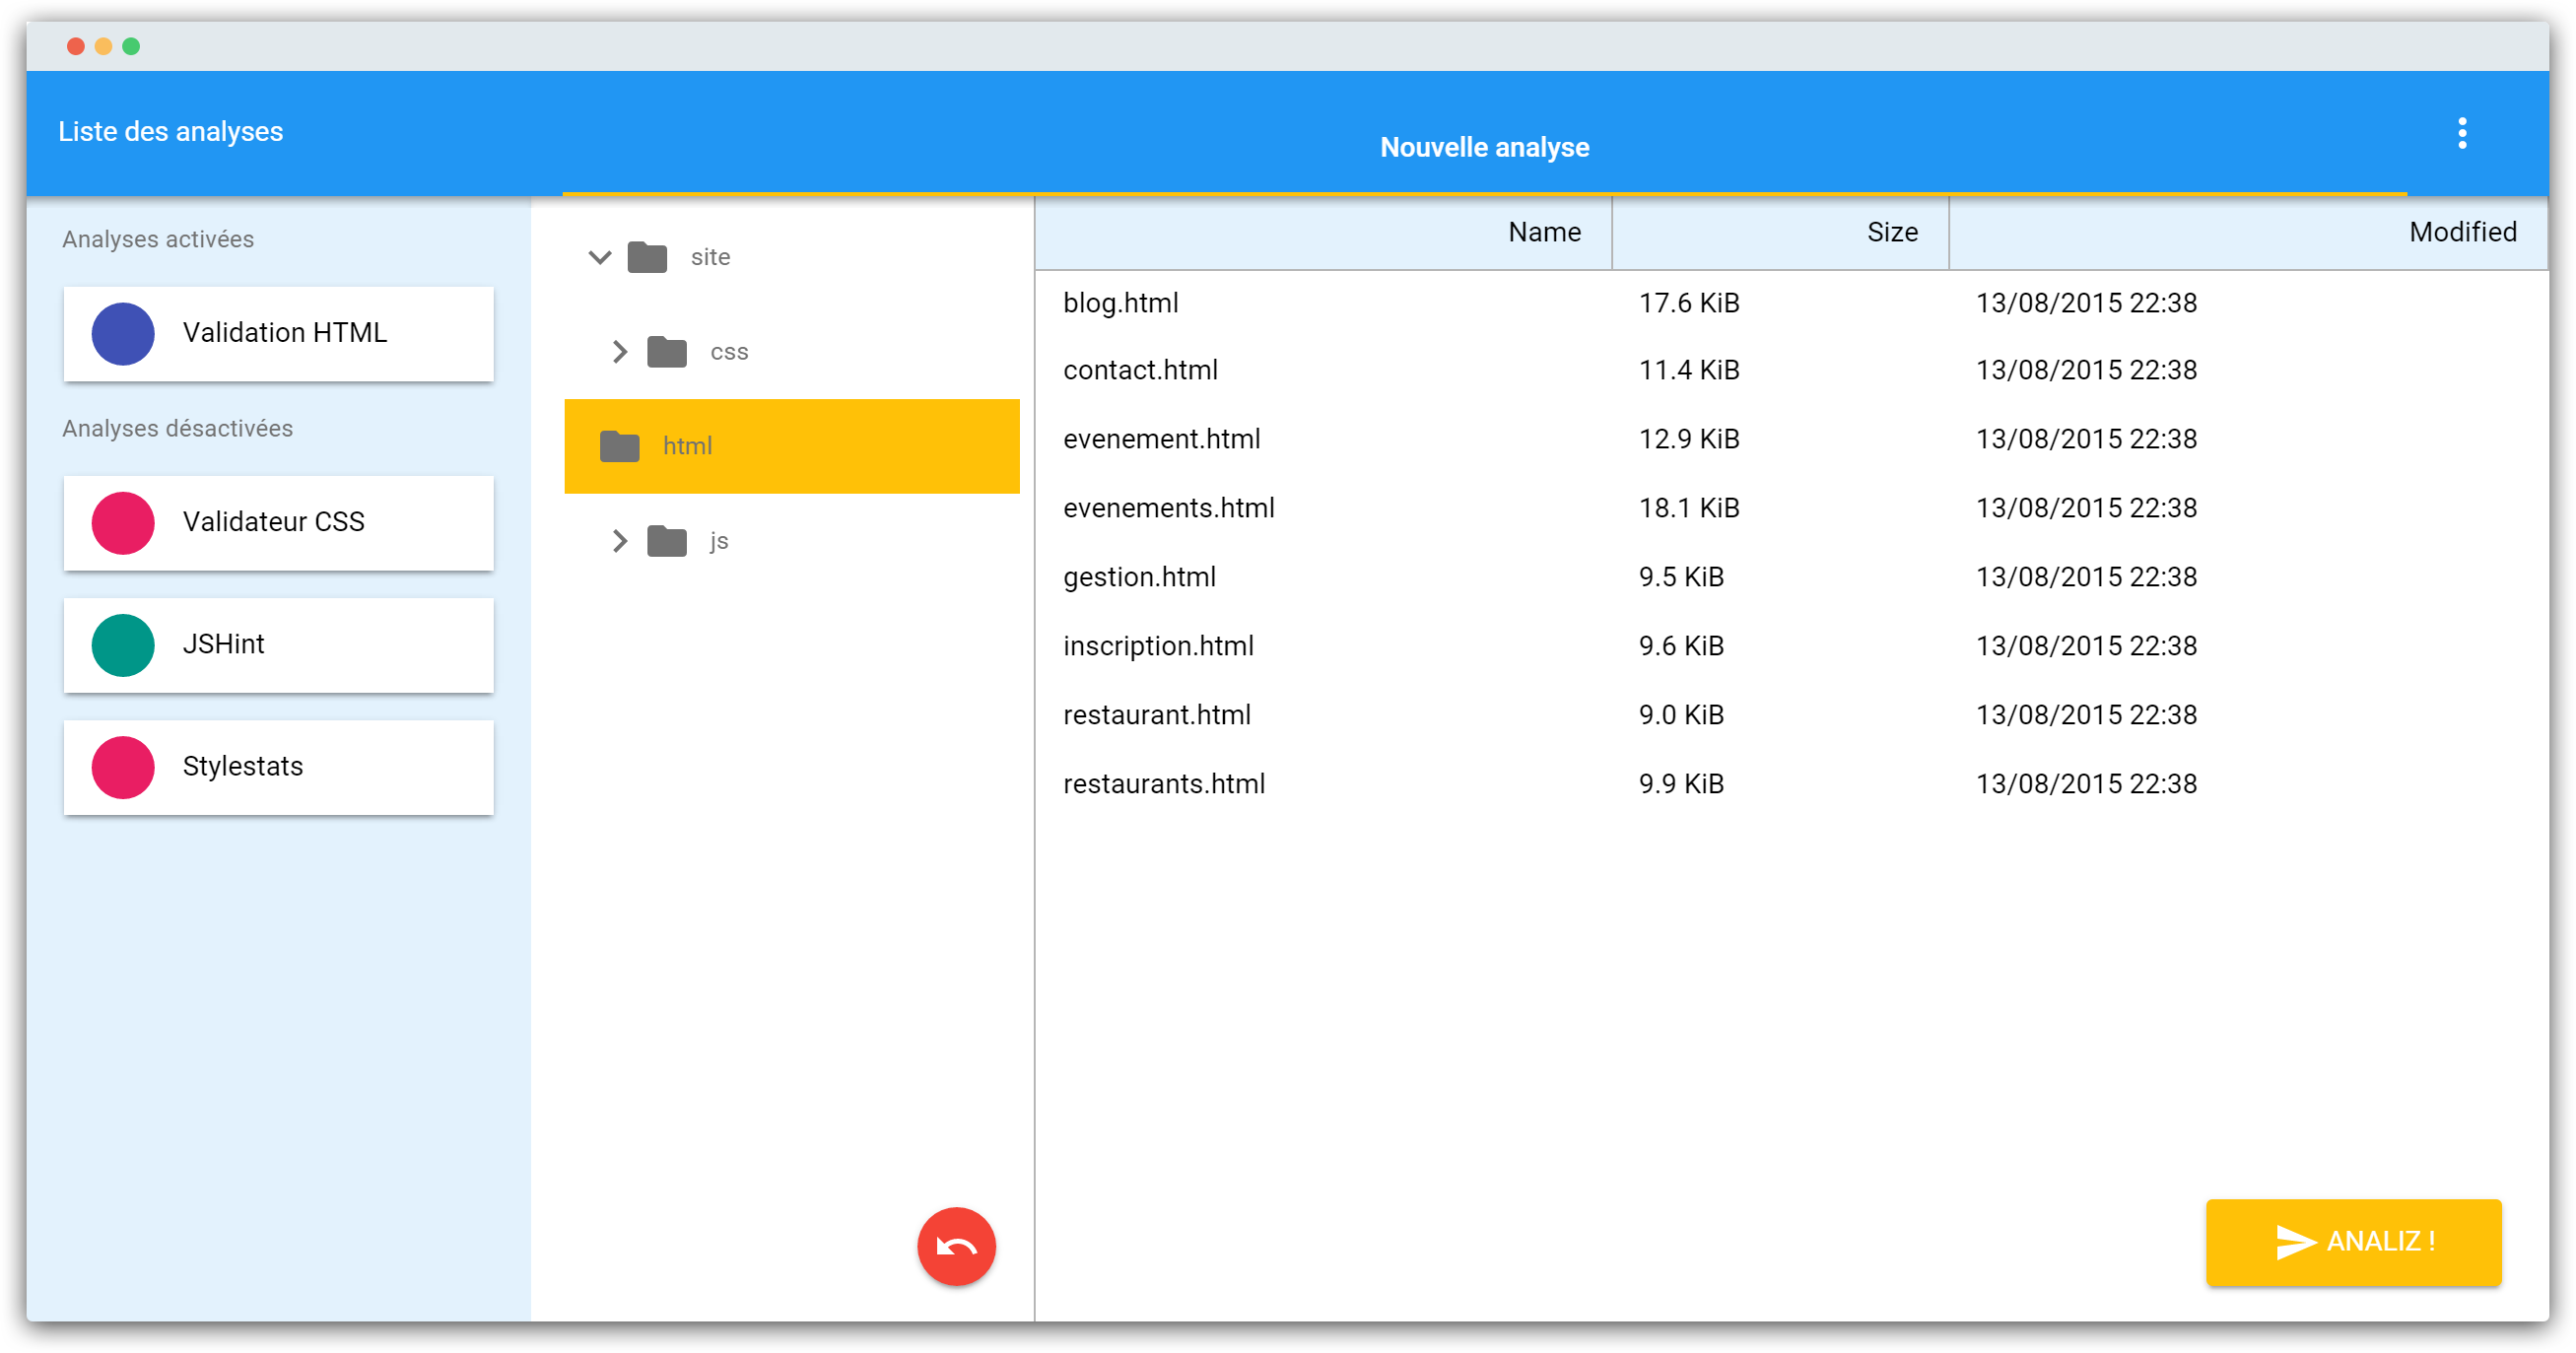 Liste des analyses
Nouvelle analyse
Analyses activées
Validation HTML
Analyses désactivées
Validateur CSS
JSHint
Stylestats
site
css
html
js
Name Size Modified
blog.html 17.6 KiB 13/08/2015 22:38
contact.html 11.4 KiB 13/08/2015 22:38
evenement.html 12.9 KiB 13/08/2015 22:38
evenements.html 18.1 KiB 13/08/2015 22:38
gestion.html 9.5 KiB 13/08/2015 22:38
inscription.html 9.6 KiB 13/08/2015 22:38
restaurant.html 9.0 KiB 13/08/2015 22:38
restaurants.html 9.9 KiB 13/08/2015 22:38
ANALIZ !